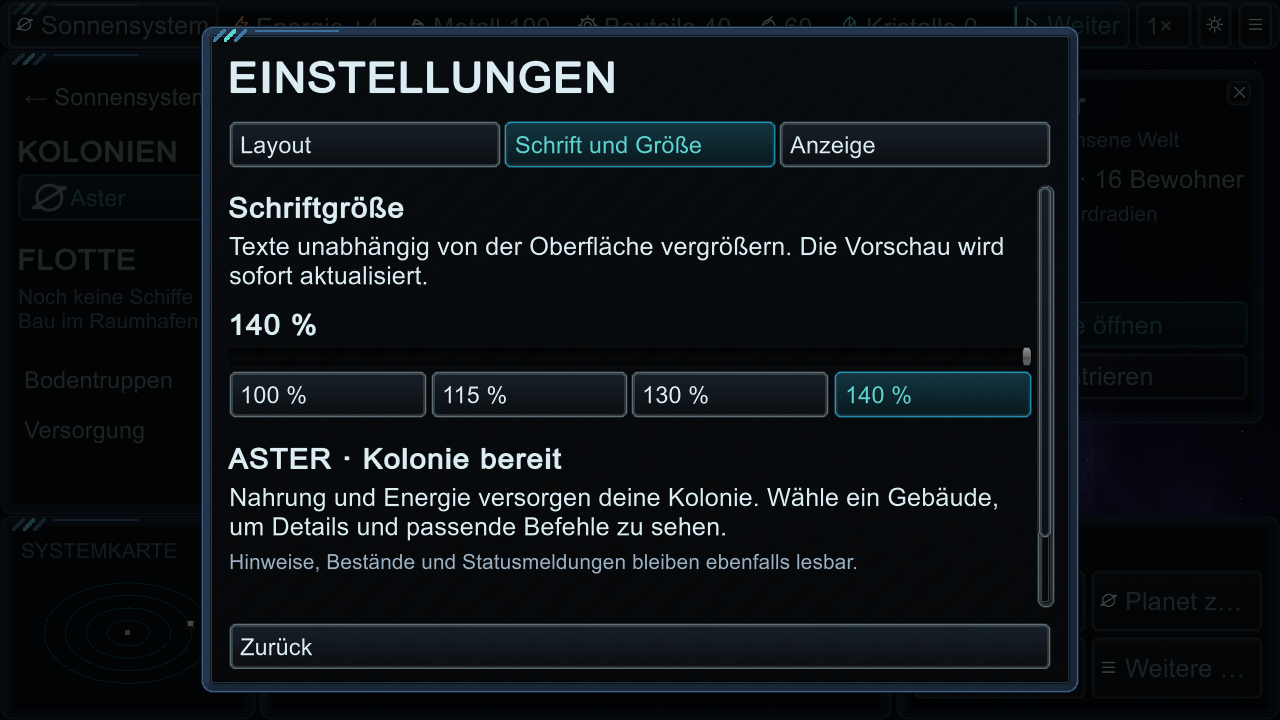 Sonnensystem Energie +4 Metall 100 Bauteile 40 60 Kristalle 0 Weiter 1×
EINSTELLUNGEN
← Sonnensystem
Layout Schrift und Größe Anzeige
KOLONIEN
Aster
16 Bewohner
Schriftgröße
Texte unabhängig von der Oberfläche vergrößern. Die Vorschau wird
sofort aktualisiert.
FLOTTE
Noch keine Schiffe
Bau im Raumhafen
140 %
öffnen
Bodentruppen
100 % 115 % 130 % 140 %
Versorgung
ASTER · Kolonie bereit
Nahrung und Energie versorgen deine Kolonie. Wähle ein Gebäude,
um Details und passende Befehle zu sehen.
Hinweise, Bestände und Statusmeldungen bleiben ebenfalls lesbar.
SYSTEMKARTE
Planet z…
Zurück
Weitere …